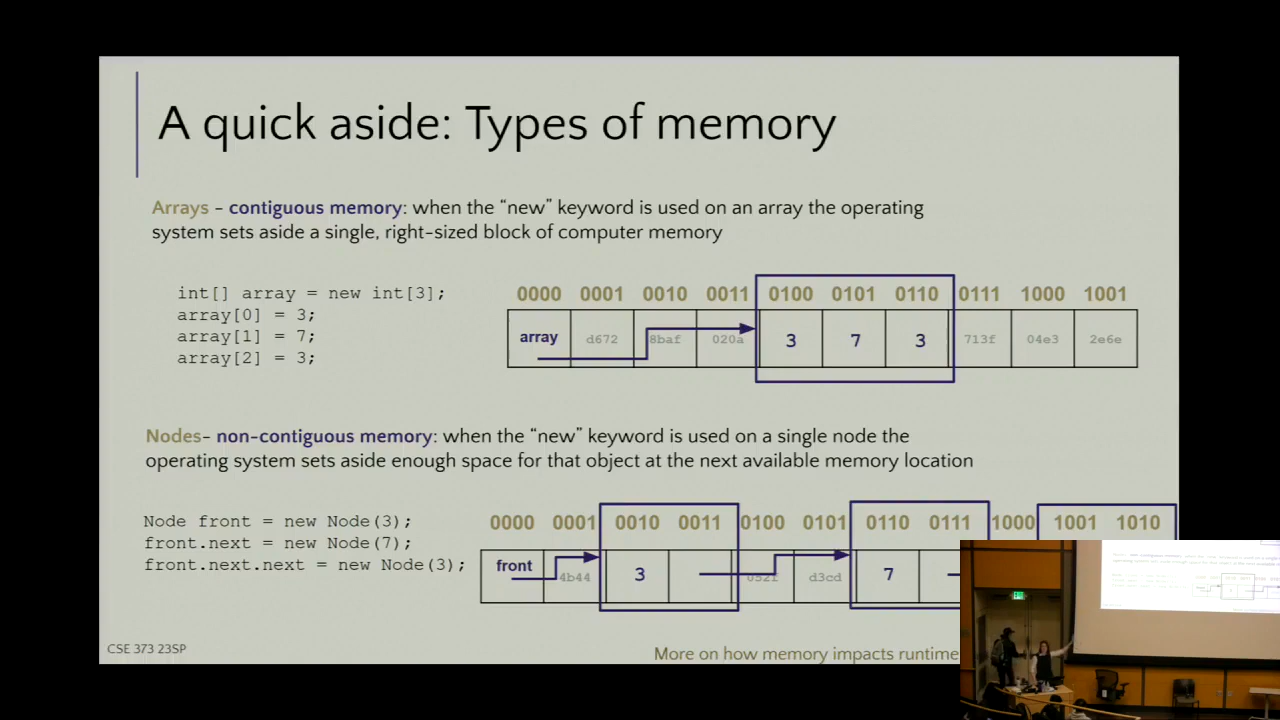 A quick aside: Types of memory
Arrays - contiguous memory: when the “new” keyword is used on an array the operating
system sets aside a single, right-sized block of computer memory
int[] array = new int[3];
array[0] = 3;
array[1] = 7;
array[2] = 3;
0000 0001 0010 0011 0100 0101 0110 0111 1000 1001
array d672 8baf 020a 3 7 3 713f 04e3 2e6e
Nodes- non-contiguous memory: when the “new” keyword is used on a single node the
operating system sets aside enough space for that object at the next available memory location
Node front = new Node(3);
front.next = new Node(7);
front.next.next = new Node(3);
0000 0001 0010 0011 0100 0101 0110 0111 1000 1001 1010
front 4b44 3 d3cd 7
CSE 373 23SP
More on how memory impacts runtime